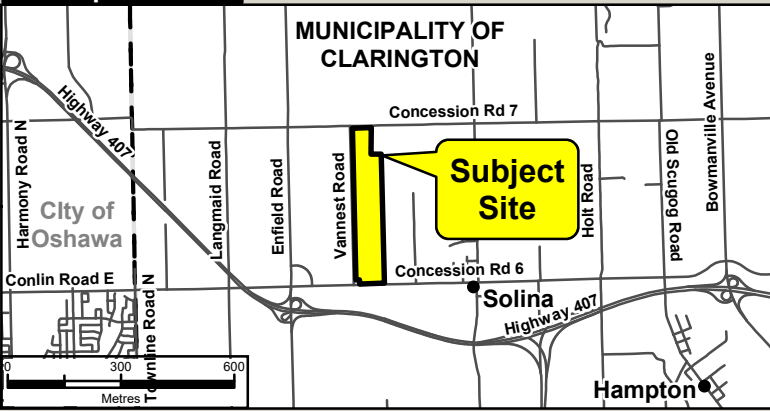 MUNICIPALITY OF
CLARINGTON
Highway 407
Concession Rd 7
Harmony Road N
CIty of
Oshawa
Langmaid Road
Enfield Road
Vannest Road
Subject
Site
Holt Road
Old Scugog Road
Bowmanville Avenue
Conlin Road E
Townline Road N
Concession Rd 6
Solina
Highway 407
Hampton
0 300 600
Metres